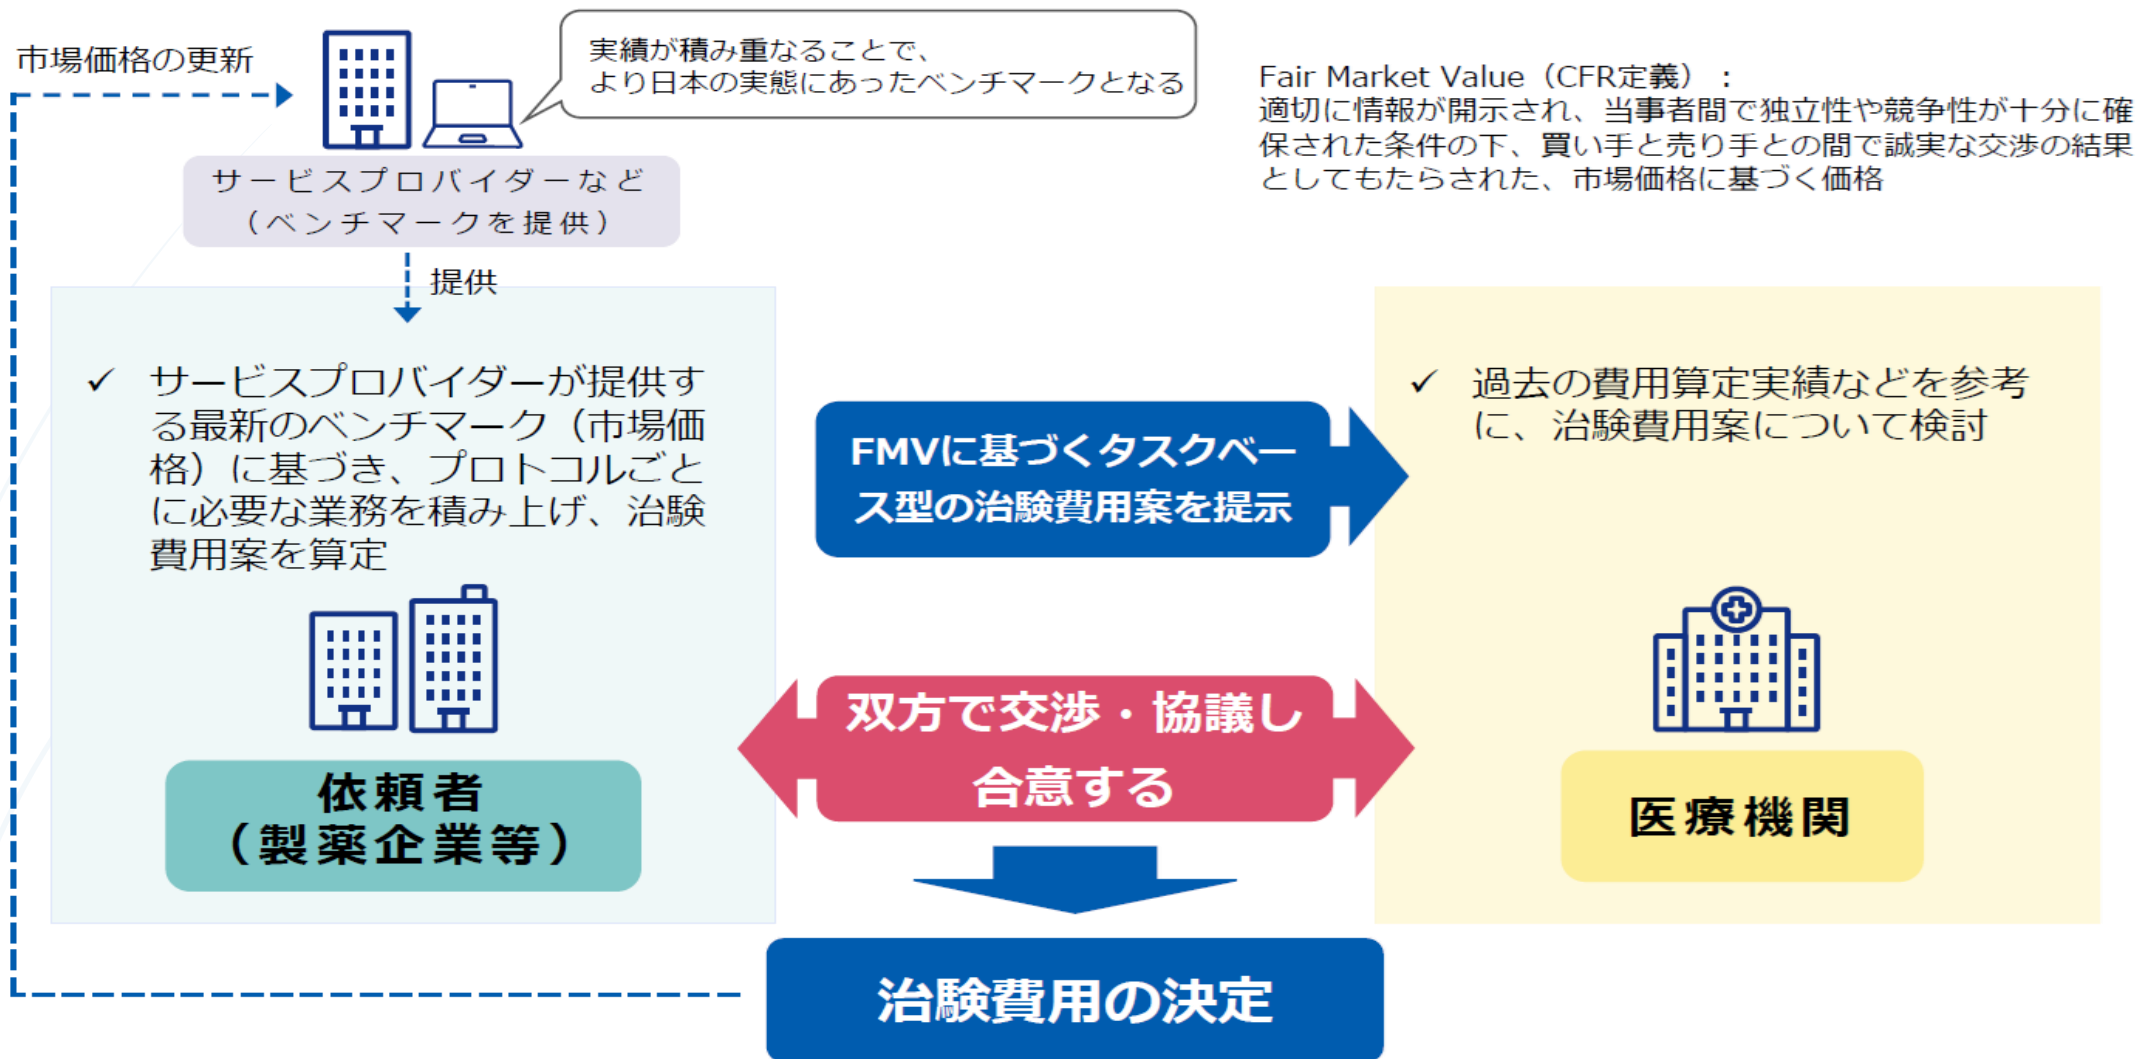 市場価格の更新
実績が積み重なることで、
より日本の実態にあったベンチマークとなる
Fair Market Value（CFR定義）：
適切に情報が開示され、当事者間で独立性や競争性が十分に確
保された条件の下、買い手と売り手との間で誠実な交渉の結果
としてもたらされた、市場価格に基づく価格
サービスプロバイダーなど
（ベンチマークを提供）
提供
✓ サービスプロバイダーが提供す
る最新のベンチマーク（市場価
格）に基づき、プロトコルごと
に必要な業務を積み上げ、治験
費用案を算定
FMVに基づくタスクベー
ス型の治験費用案を提示
✓ 過去の費用算定実績などを参考
に、治験費用案について検討
双方で交渉・協議し
合意する
依頼者
（製薬企業等）
医療機関
治験費用の決定